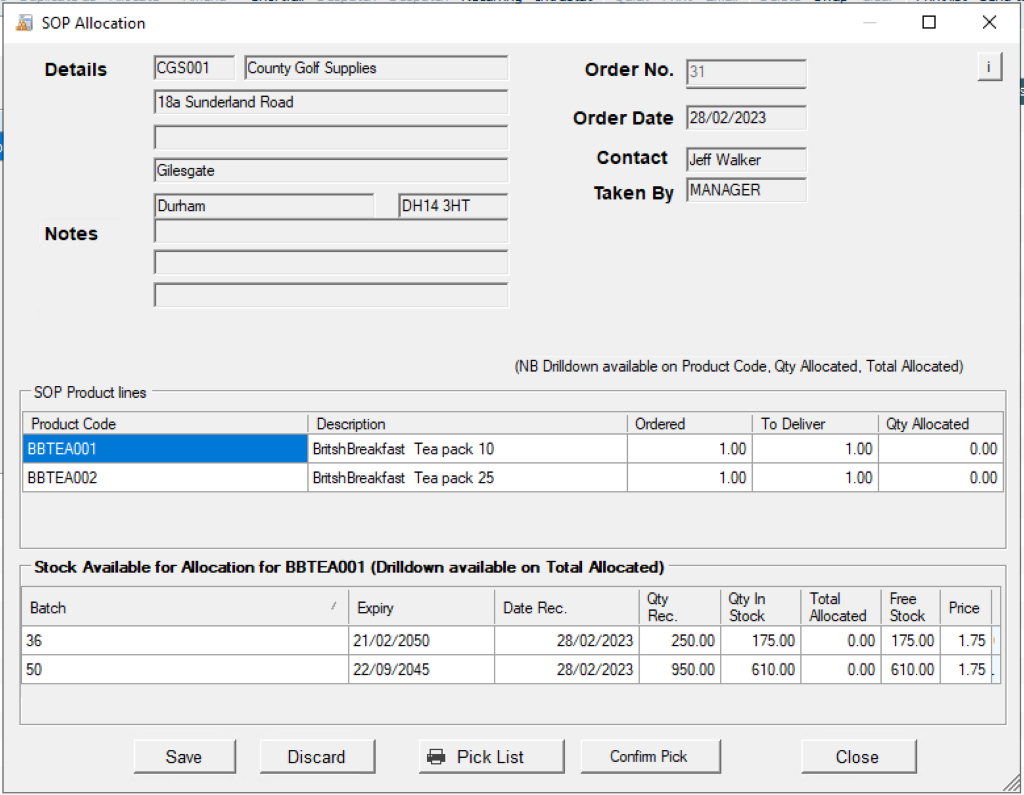 SOP Allocation
Details CGS001 County Golf Supplies Order No. 31 i
18a Sunderland Road Order Date 28/02/2023
Contact Jeff Walker
Gilesgate Taken By MANAGER
Durham DH14 3HT
Notes
(NB Drilldown available on Product Code, Qty Allocated, Total Allocated)
SOP Product lines
Product Code Description Ordered To Deliver Qty Allocated
BBTEA001 BritshBreakfast Tea pack 10 1.00 1.00 0.00
BBTEA002 BritshBreakfast Tea pack 25 1.00 1.00 0.00
Stock Available for Allocation for BBTEA001 (Drilldown available on Total Allocated)
Batch Expiry Date Rec. Qty Rec. Qty In Stock Total Allocated Free Stock Price
36 21/02/2050 28/02/2023 250.00 175.00 0.00 175.00 1.75
50 22/09/2045 28/02/2023 950.00 610.00 0.00 610.00 1.75
Save Discard Pick List Confirm Pick Close